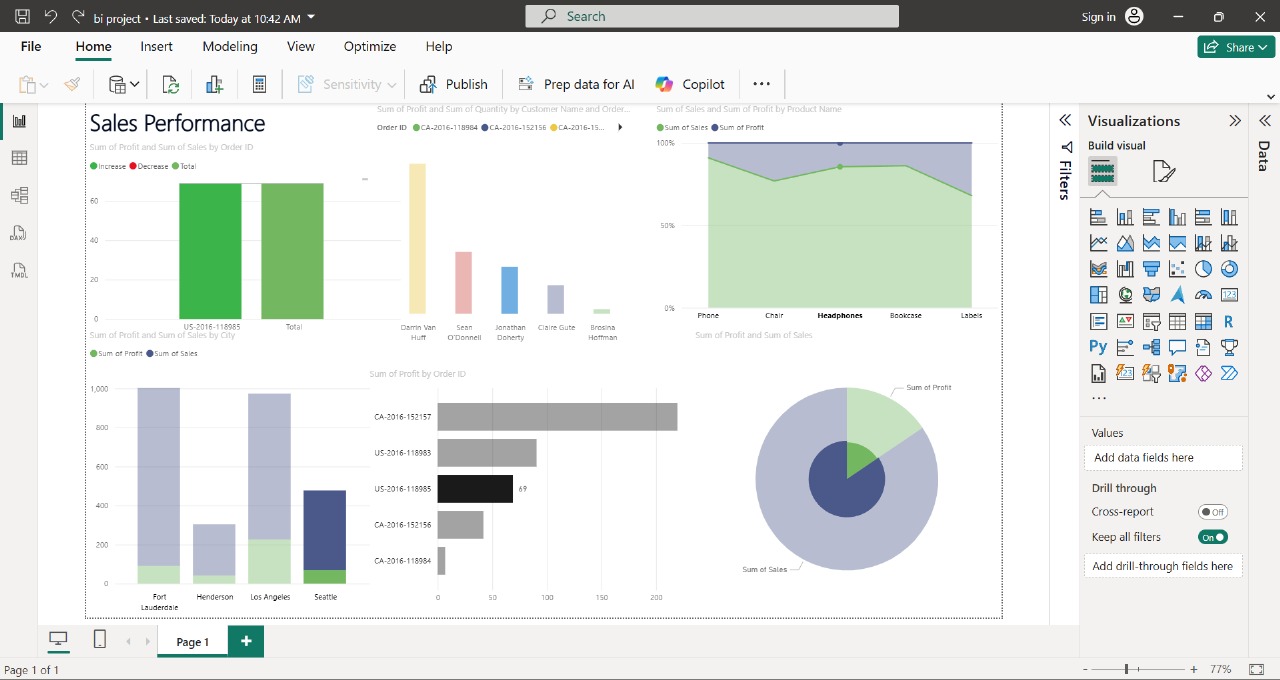 bi project • Last saved: Today at 10:42 AM
Search
Sign in
File Home Insert Modeling View Optimize Help
Share
Sensitivity
Publish
Prep data for AI
Copilot
Sales Performance
Sum of Profit and Sum of Sales by Order ID
Increase Decrease Total
60
40
20
0
US-2016-118985 Total
Sum of Profit and Sum of Quantity by Customer Name and Order...
Order ID CA-2016-118984 CA-2016-152156 CA-2016-15...
Darrin Van Huff
Sean O'Donnell
Jonathan Doherty
Claire Gute
Brosina Hoffman
Sum of Sales and Sum of Profit by Product Name
Sum of Sales Sum of Profit
100%
50%
0%
Phone Chair Headphones Bookcase Labels
Sum of Profit and Sum of Sales by City
Sum of Profit Sum of Sales
1,000
800
600
400
200
0
Fort Lauderdale
Henderson
Los Angeles
Seattle
Sum of Profit by Order ID
CA-2016-152157
US-2016-118983
US-2016-118985 69
CA-2016-152156
CA-2016-118984
0 50 100 150 200
Sum of Profit and Sum of Sales
Sum of Profit
Sum of Sales
Filters
Visualizations
Build visual
123
R
Py
123
...
Values
Add data fields here
Drill through
Cross-report Off
Keep all filters On
Add drill-through fields here
Data
DAX
TMDL
Page 1
+
Page 1 of 1
- + 77%